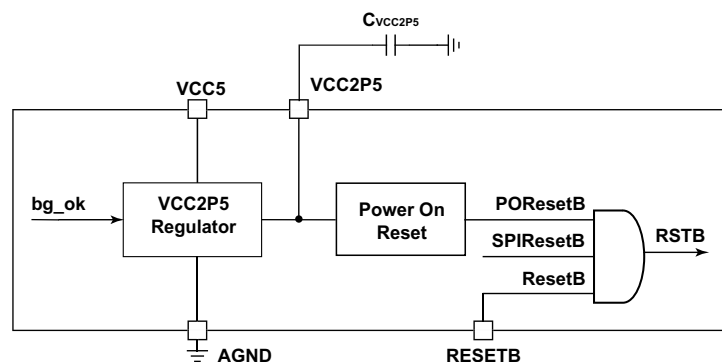 CVCC2P5
VCC5
VCC2P5
bg_ok
VCC2P5
Regulator
Power On
Reset
POResetB
SPIResetB
ResetB
RSTB
AGND
RESETB